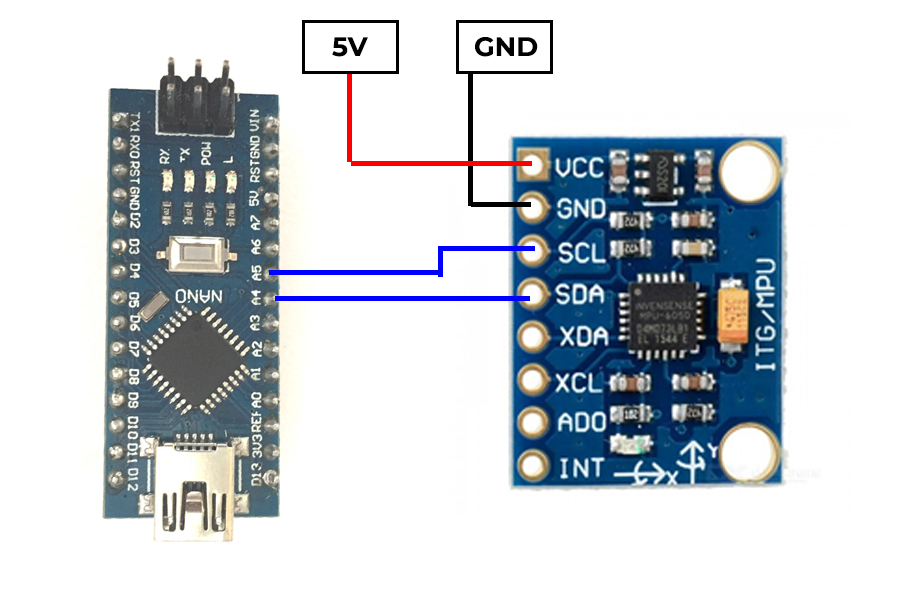 5V
GND
TX1
RX0
RST
GND
D2
D3
D4
D5
D6
D7
D8
D9
D10
D11
D12
RX
TX
POW
L
NANO
VIN
GND
RST
5V
A7
A6
A5
A4
A3
A2
A1
A0
REF
3V3
D13
VCC
GND
SCL
SDA
XDA
XCL
ADO
INT
INVENSENSE
MPU-6050
EL 1544 E
ITG/MPU
Y
X